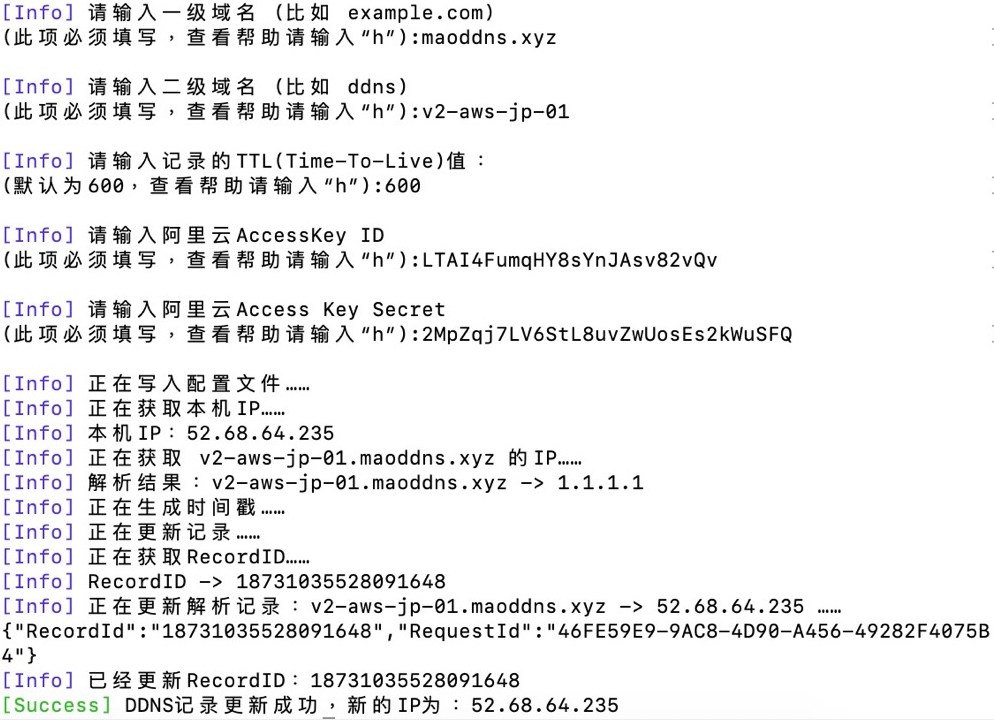 [Info] 请输入一级域名 (比如 example.com)
(此项必须填写，查看帮助请输入“h”):maoddns.xyz
[Info] 请输入二级域名 (比如 ddns)
(此项必须填写，查看帮助请输入“h”):v2-aws-jp-01
[Info] 请输入记录的TTL(Time-To-Live)值：
(默认为600，查看帮助请输入“h”):600
[Info] 请输入阿里云AccessKey ID
(此项必须填写，查看帮助请输入“h”):LTAI4FumqHY8sYnJAsv82vQv
[Info] 请输入阿里云Access Key Secret
(此项必须填写，查看帮助请输入“h”):2MpZqj7LV6StL8uvZwUosEs2kWuSFQ
[Info] 正在写入配置文件……
[Info] 正在获取本机IP……
[Info] 本机IP：52.68.64.235
[Info] 正在获取 v2-aws-jp-01.maoddns.xyz 的IP……
[Info] 解析结果：v2-aws-jp-01.maoddns.xyz -> 1.1.1.1
[Info] 正在生成时间戳……
[Info] 正在更新记录……
[Info] 正在获取RecordID……
[Info] RecordID -> 18731035528091648
[Info] 正在更新解析记录：v2-aws-jp-01.maoddns.xyz -> 52.68.64.235 ……
{"RecordId":"18731035528091648","RequestId":"46FE59E9-9AC8-4D90-A456-49282F4075B
4"}
[Info] 已经更新RecordID：18731035528091648
[Success] DDNS记录更新成功，新的IP为：52.68.64.235